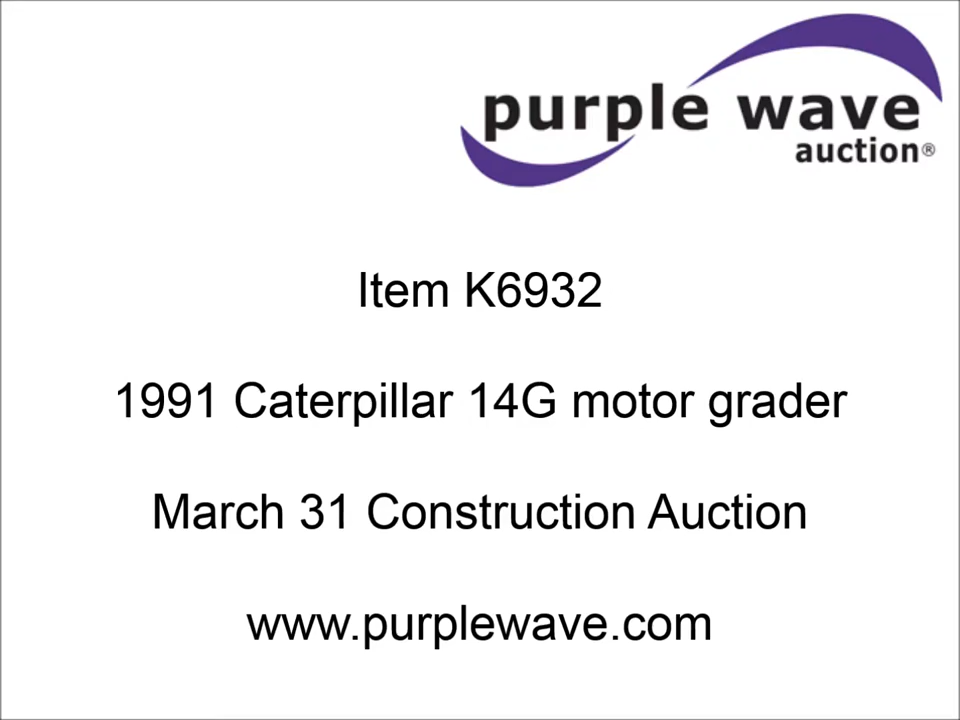 purple wave
auction®
Item K6932
1991 Caterpillar 14G motor grader
March 31 Construction Auction
www.purplewave.com